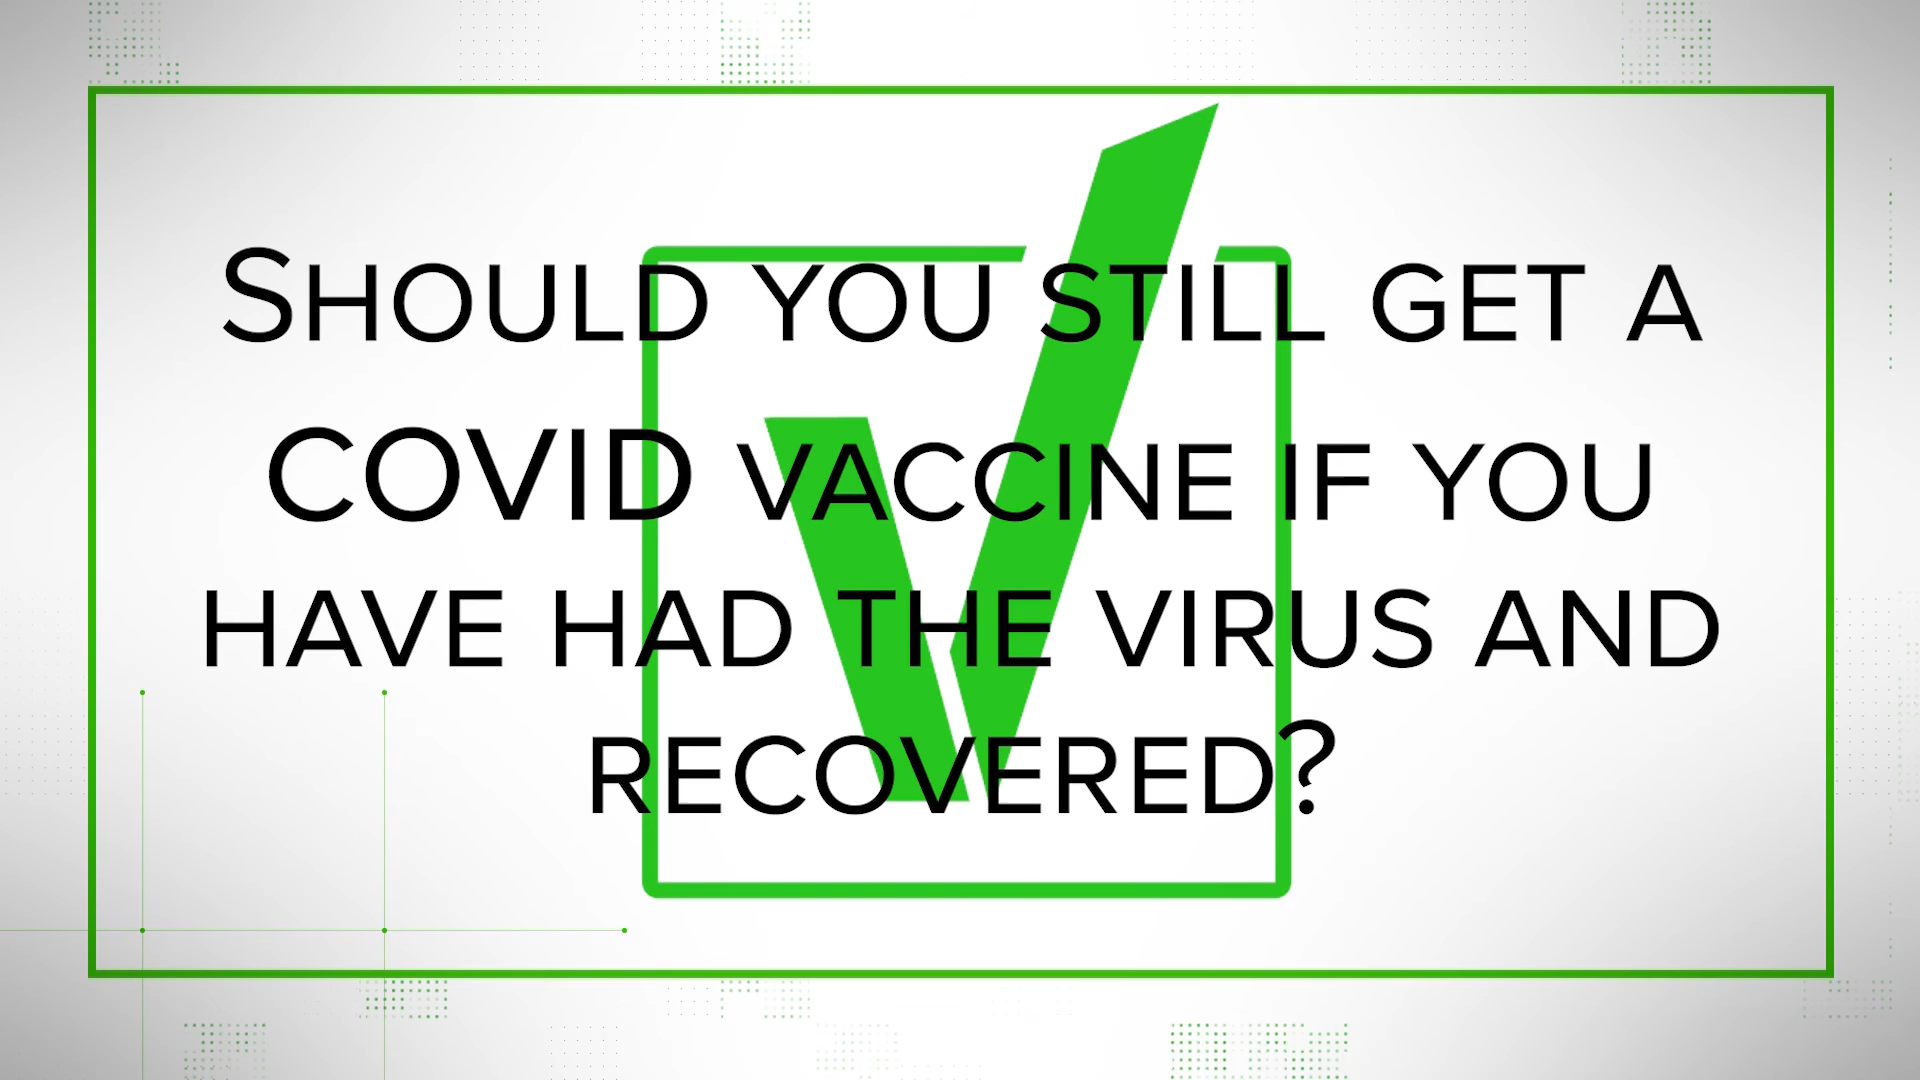 Should you still get a
COVID vaccine if you
have had the virus and
recovered?